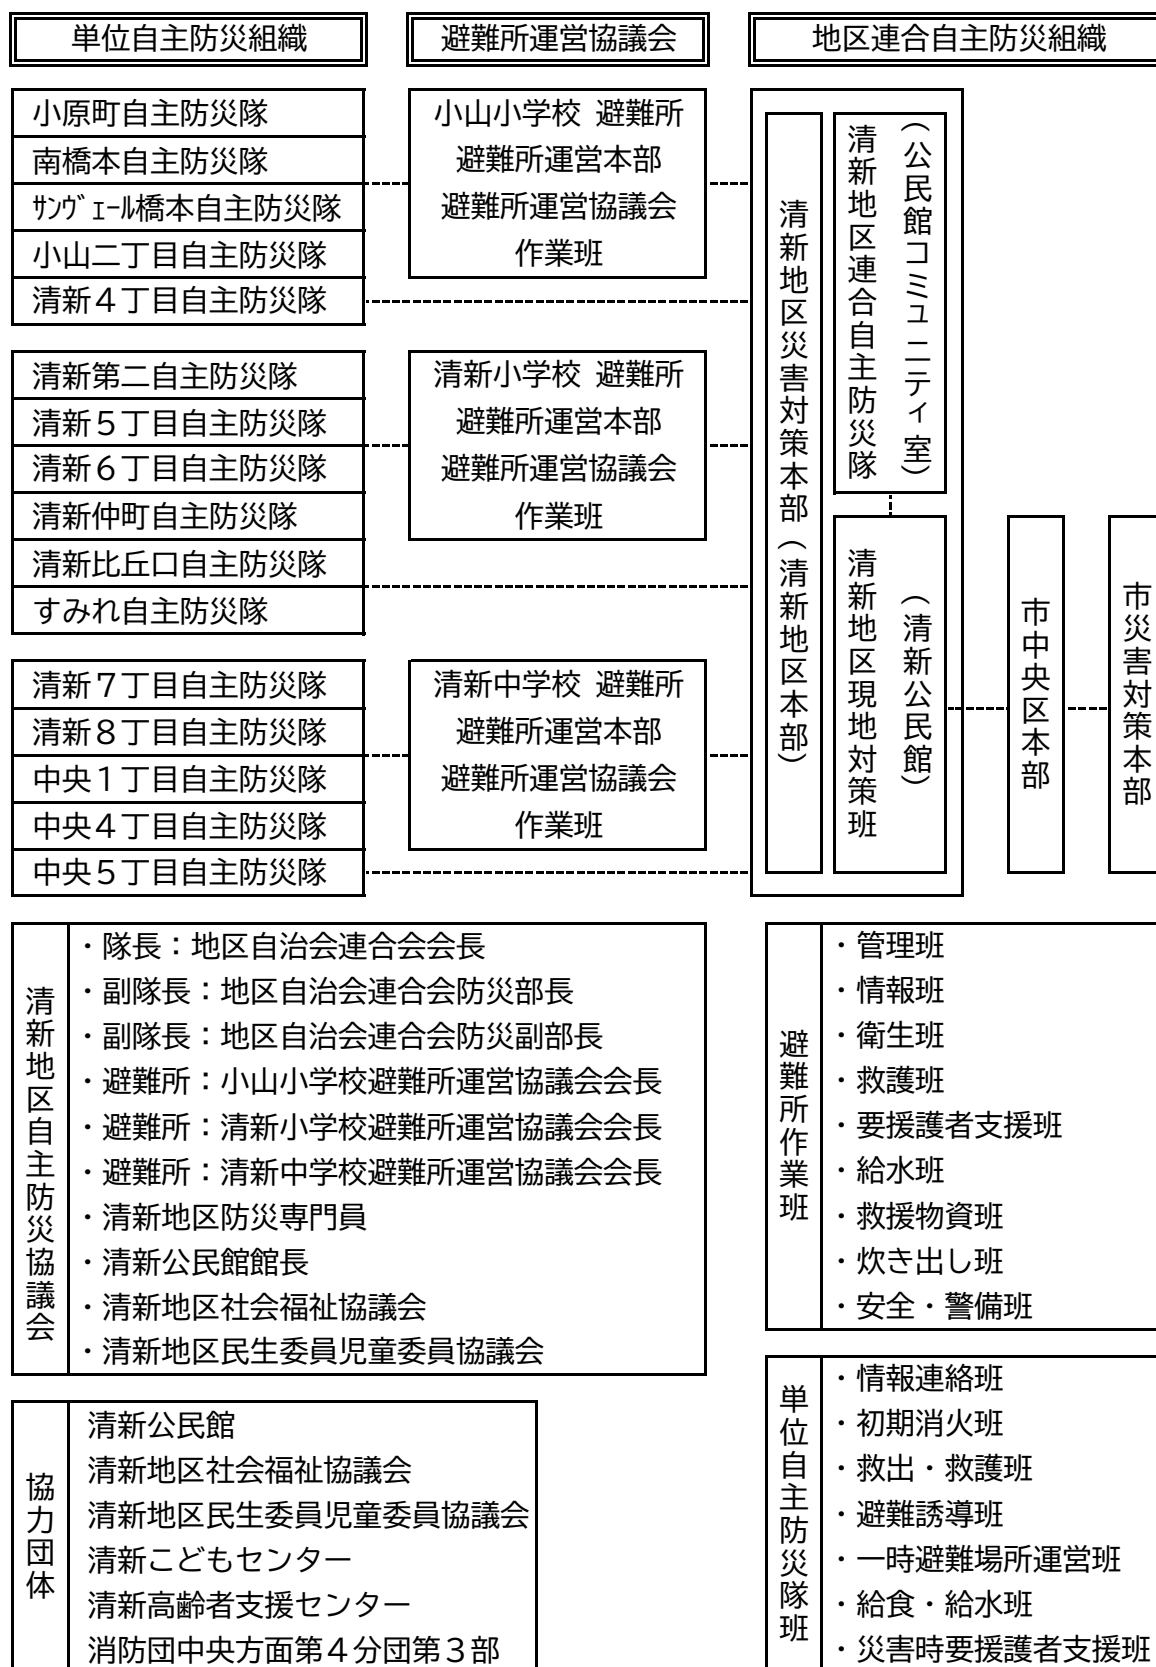 単位自主防災組織
避難所運営協議会
地区連合自主防災組織
小原町自主防災隊
南橋本自主防災隊
ｻﾝｳﾞｪｰﾙ橋本自主防災隊
小山二丁目自主防災隊
清新４丁目自主防災隊
小山小学校 避難所
避難所運営本部
避難所運営協議会
作業班
清新第二自主防災隊
清新５丁目自主防災隊
清新６丁目自主防災隊
清新仲町自主防災隊
清新比丘口自主防災隊
すみれ自主防災隊
清新小学校 避難所
避難所運営本部
避難所運営協議会
作業班
清新７丁目自主防災隊
清新８丁目自主防災隊
中央１丁目自主防災隊
中央４丁目自主防災隊
中央５丁目自主防災隊
清新中学校 避難所
避難所運営本部
避難所運営協議会
作業班
清新地区災害対策本部（清新地区本部）
清新地区連合自主防災隊
（公民館コミュニティ室）
清新地区現地対策班
（清新公民館）
市中央区本部
市災害対策本部
清新地区自主防災協議会
・隊長：地区自治会連合会会長
・副隊長：地区自治会連合会防災部長
・副隊長：地区自治会連合会防災副部長
・避難所：小山小学校避難所運営協議会会長
・避難所：清新小学校避難所運営協議会会長
・避難所：清新中学校避難所運営協議会会長
・清新地区防災専門員
・清新公民館館長
・清新地区社会福祉協議会
・清新地区民生委員児童委員協議会
避難所作業班
・管理班
・情報班
・衛生班
・救護班
・要援護者支援班
・給水班
・救援物資班
・炊き出し班
・安全・警備班
協力団体
清新公民館
清新地区社会福祉協議会
清新地区民生委員児童委員協議会
清新こどもセンター
清新高齢者支援センター
消防団中央方面第４分団第３部
単位自主防災隊班
・情報連絡班
・初期消火班
・救出・救護班
・避難誘導班
・一時避難場所運営班
・給食・給水班
・災害時要援護者支援班